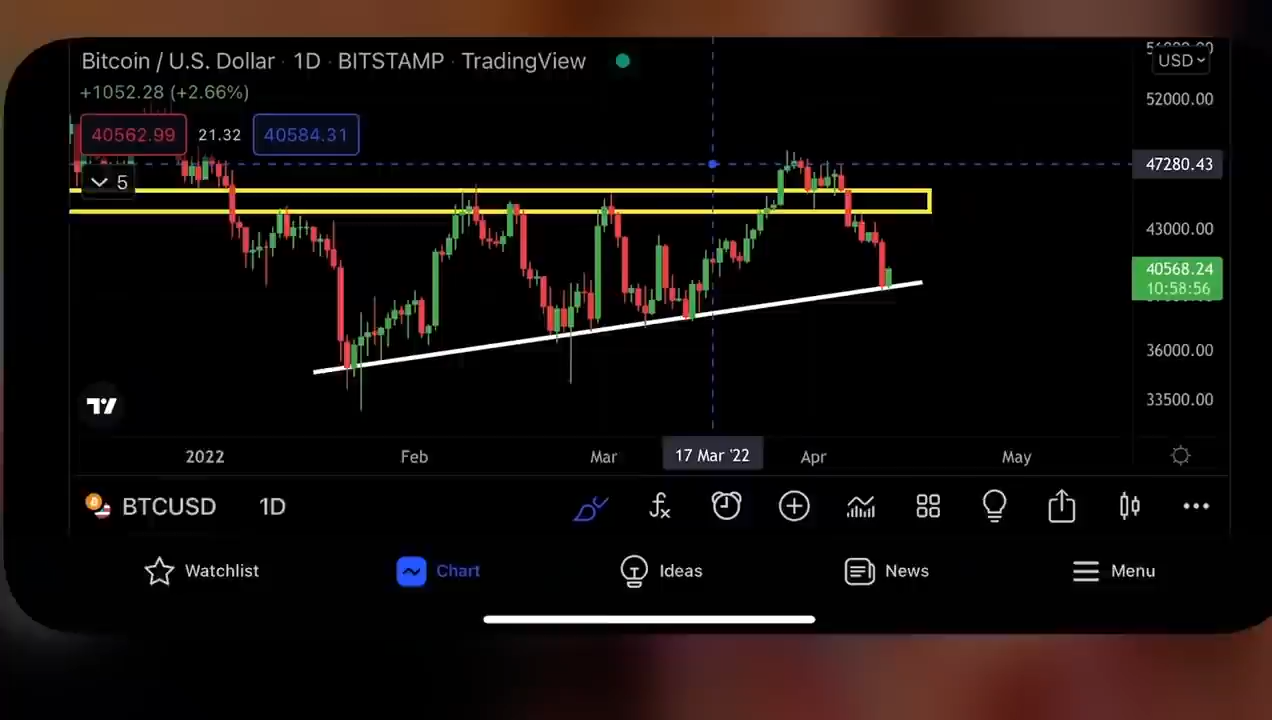 Bitcoin / U.S. Dollar · 1D · BITSTAMP · TradingView
+1052.28 (+2.66%)
40562.99 21.32 40584.31
5
USD
52000.00
47280.43
43000.00
40568.24
10:58:56
36000.00
33500.00
2022 Feb Mar 17 Mar '22 Apr May
BTCUSD 1D
Watchlist Chart Ideas News Menu